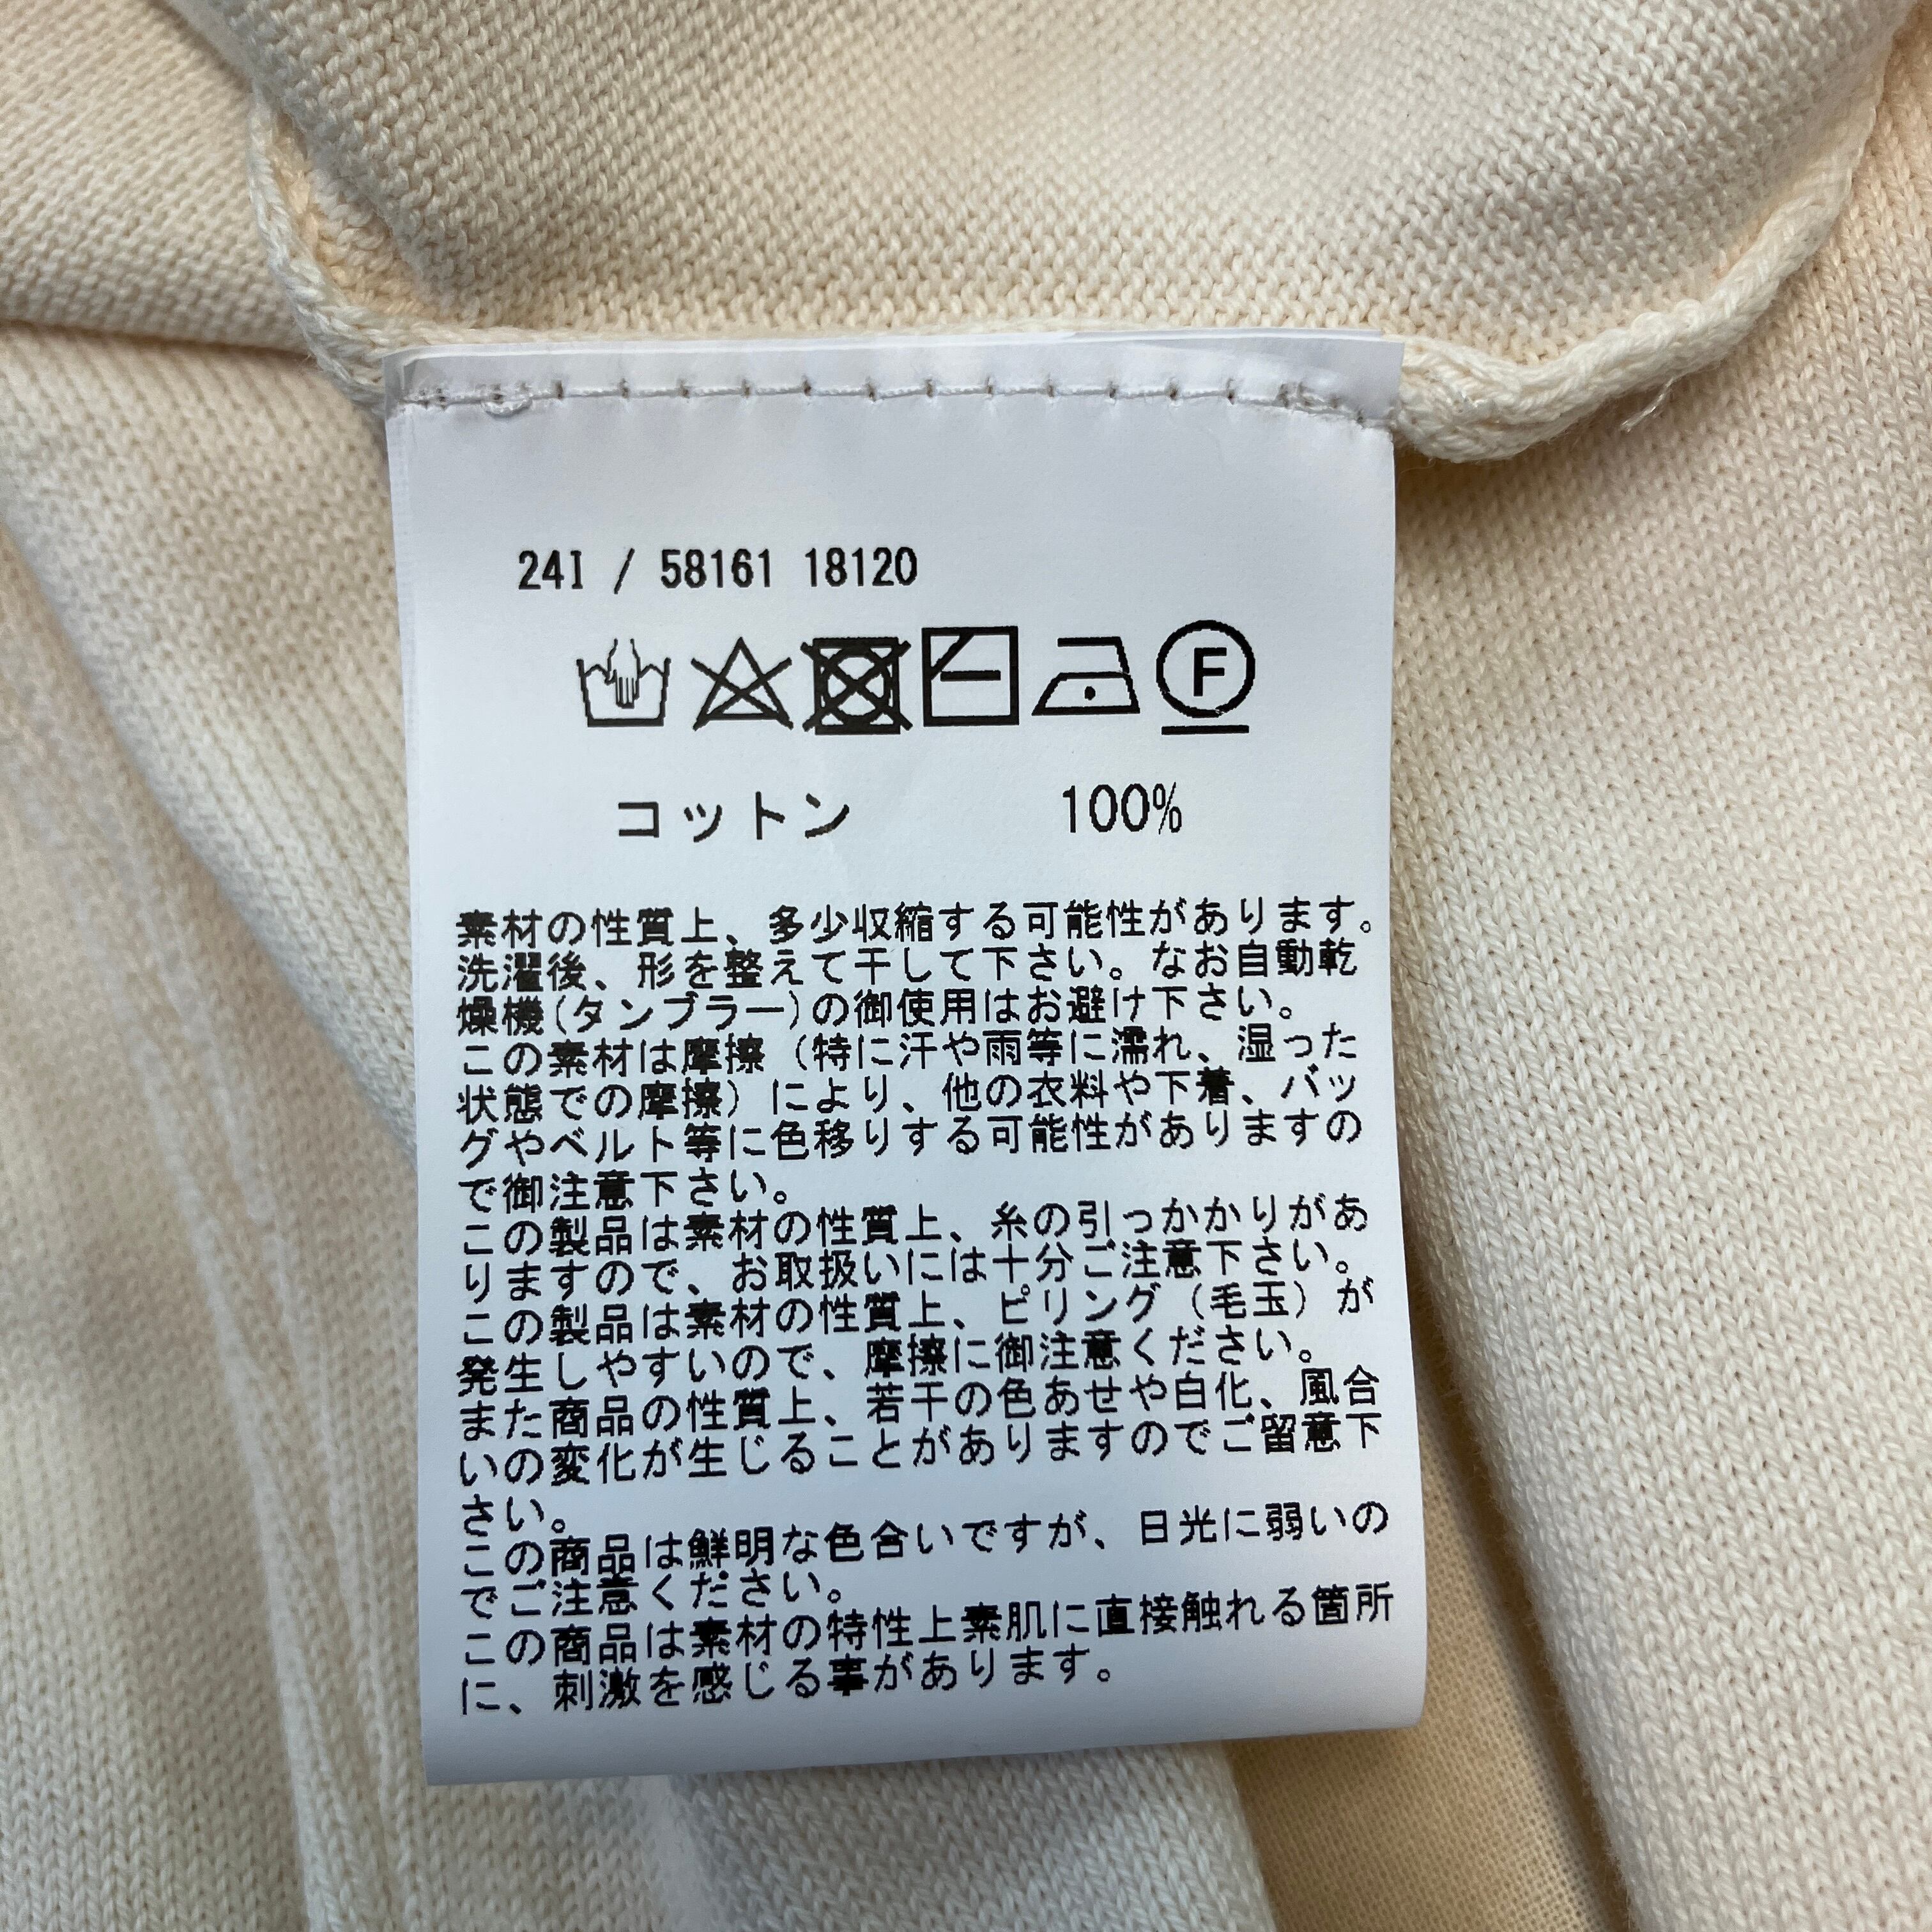 24I / 58161 18120
F
コットン 100%
素材の性質上、多少収縮する可能性があります。
洗濯後、形を整えて干して下さい。なお自動乾
燥機(タンブラー)の御使用はお避け下さい。
この素材は摩擦（特に汗や雨等に濡れ、湿った
状態での摩擦）により、他の衣料や下着、バッ
グやベルト等に色移りする可能性がありますの
で御注意下さい。
この製品は素材の性質上、糸の引っかかりがあ
りますので、お取扱いには十分ご注意下さい。
この製品は素材の性質上、ピリング（毛玉）が
発生しやすいので、摩擦に御注意ください。
また商品の性質上、若干の色あせや白化、風合
いの変化が生じることがありますのでご留意下
さい。
この商品は鮮明な色合いですが、日光に弱いの
でご注意ください。
この商品は素材の特性上素肌に直接触れる箇所
に、刺激を感じる事があります。